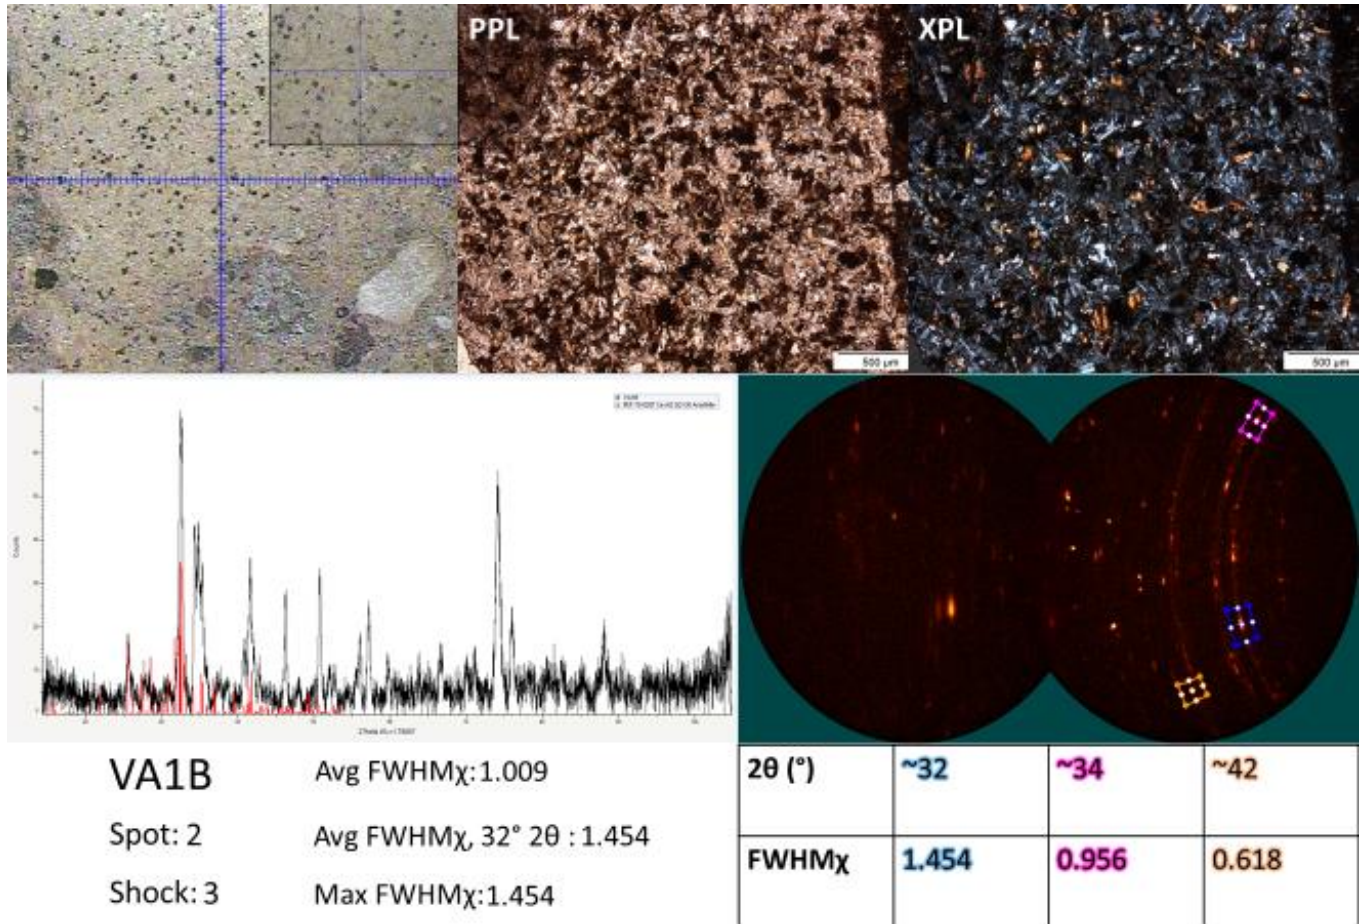 PPL
XPL
500 µm
500 µm
VA1B
Avg FWHMχ:1.009
Spot: 2
Avg FWHMχ, 32° 2θ : 1.454
Shock: 3
Max FWHMχ:1.454
2θ (°) ~32 ~34 ~42
FWHMχ 1.454 0.956 0.618